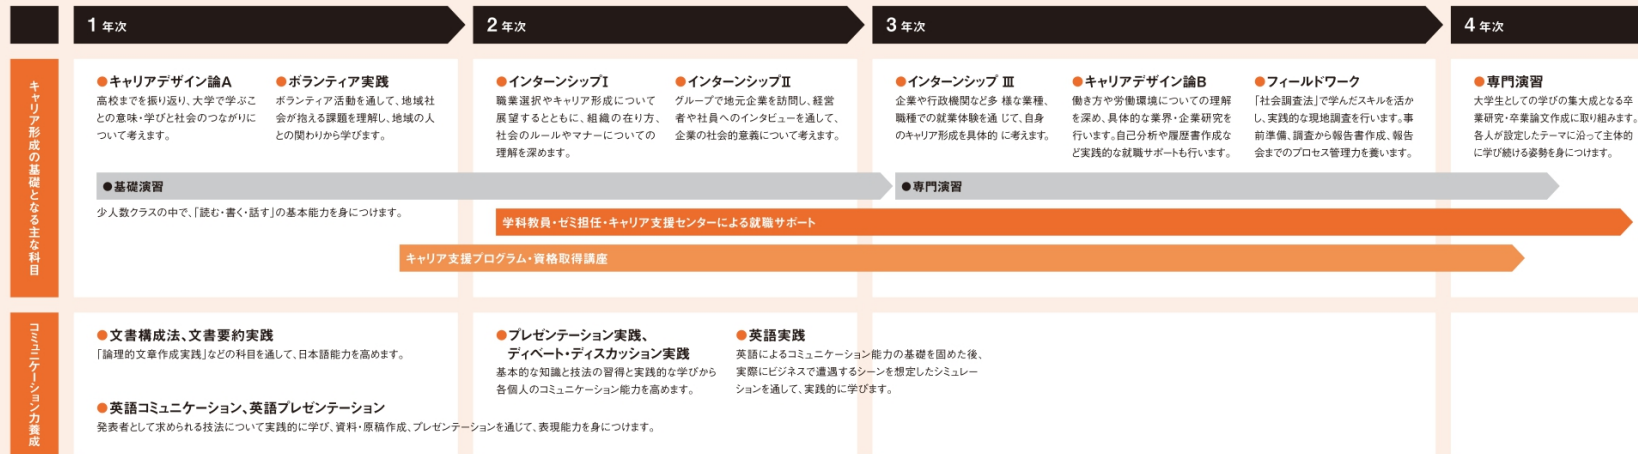 1 年次
2 年次
3 年次
4 年次
キャリア形成の基礎となる主な科目
●キャリアデザイン論A
高校までを振り返り、大学で学ぶこ
との意味・学びと社会のつながりに
ついて考えます。
●ボランティア実践
ボランティア活動を通して、地域社
会が抱える課題を理解し、地域の人
との関わりから学びます。
●インターンシップⅠ
職業選択やキャリア形成について
展望するとともに、組織の在り方、
社会のルールやマナーについての
理解を深めます。
●インターンシップⅡ
グループで地元企業を訪問し、経営
者や社員へのインタビューを通して、
企業の社会的意義について考えます。
●インターンシップ Ⅲ
企業や行政機関など多 様な業種、
職種での就業体験を通 じて、自身
のキャリア形成を具体的 に考えます。
●キャリアデザイン論B
働き方や労働環境についての理解
を深め、具体的な業界・企業研究を
行います。自己分析や履歴書作成な
ど実践的な就職サポートも行います。
●フィールドワーク
「社会調査法」で学んだスキルを活か
し、実践的な現地調査を行います。事
前準備、調査から報告書作成、報告
会までのプロセス管理力を養います。
●専門演習
大学生としての学びの集大成となる卒
業研究・卒業論文作成に取り組みます。
各人が設定したテーマに沿って主体的
に学び続ける姿勢を身につけます。
●基礎演習
●専門演習
少人数クラスの中で、「読む・書く・話す」の基本能力を身につけます。
学科教員・ゼミ担任・キャリア支援センターによる就職サポート
キャリア支援プログラム・資格取得講座
コミュニケーション力養成
●文書構成法、文書要約実践
「論理的文章作成実践」などの科目を通して、日本語能力を高めます。
●英語コミュニケーション、英語プレゼンテーション
発表者として求められる技法について実践的に学び、資料・原稿作成、プレゼンテーションを通じて、表現能力を身につけます。
●プレゼンテーション実践、
ディベート・ディスカッション実践
基本的な知識と技法の習得と実践的な学びから
各個人のコミュニケーション能力を高めます。
●英語実践
英語によるコミュニケーション能力の基礎を固めた後、
実際にビジネスで遭遇するシーンを想定したシミュレー
ションを通して、実践的に学びます。